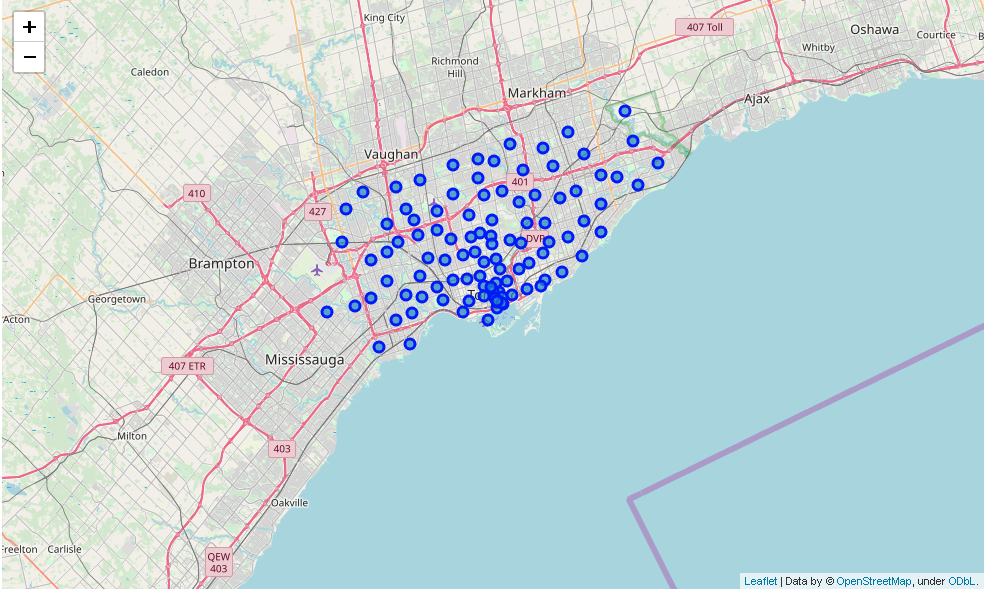 +
−
King City
407 Toll
Oshawa
Whitby
Courtice
Richmond
Hill
Caledon
Markham
Ajax
Vaughan
401
410
427
DVP
Brampton
Georgetown
Acton
Mississauga
407 ETR
Milton
403
Oakville
Carlisle
QEW
403
Leaflet | Data by © OpenStreetMap, under ODbL.